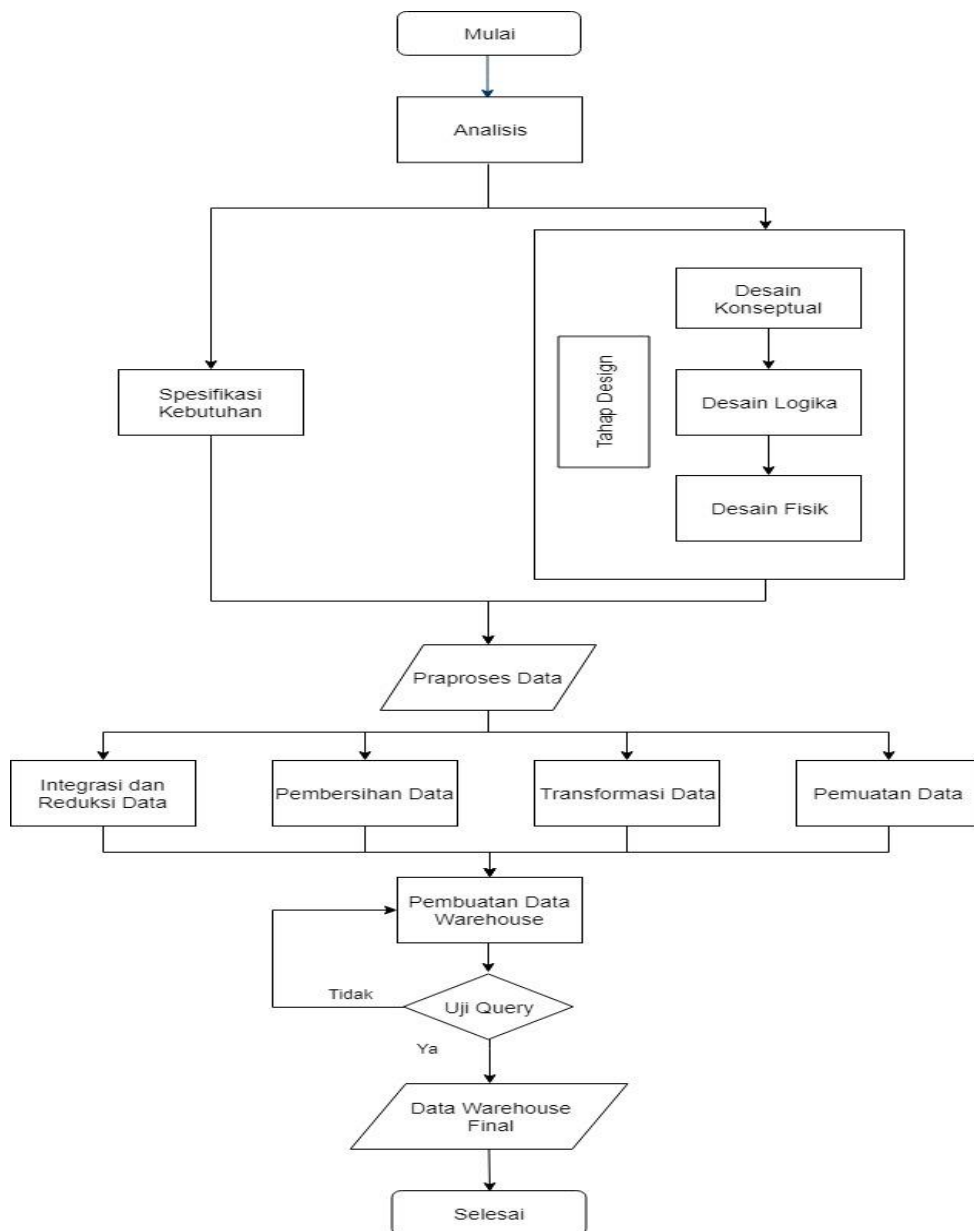 Mulai
Analisis
Desain
Konseptual
Tahap Design
Spesifikasi
Kebutuhan
Desain Logika
Desain Fisik
Praproses Data
Integrasi dan
Reduksi Data
Pembersihan Data
Transformasi Data
Pemuatan Data
Pembuatan Data
Warehouse
Tidak
Uji Query
Ya
Data Warehouse
Final
Selesai